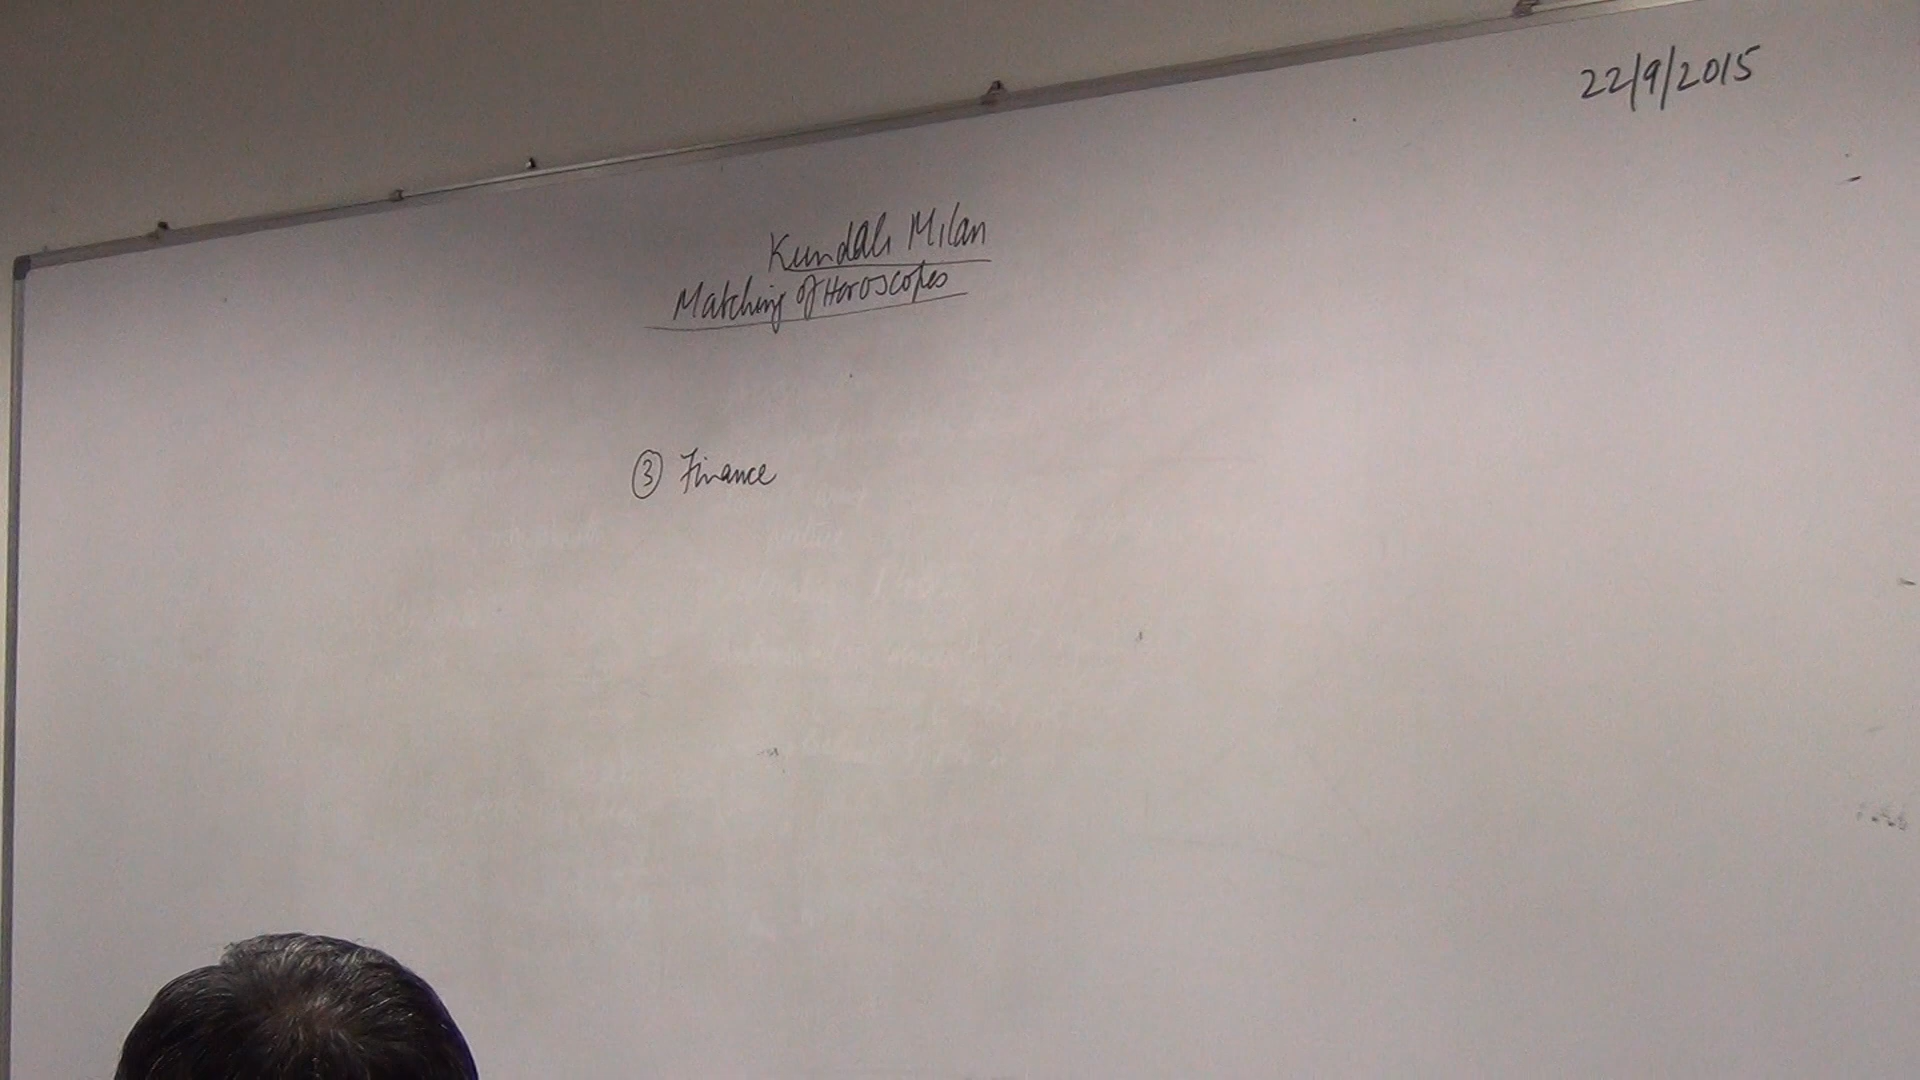 22/9/2015
Kundali Milan
Matching of Horoscopes
③ Finance